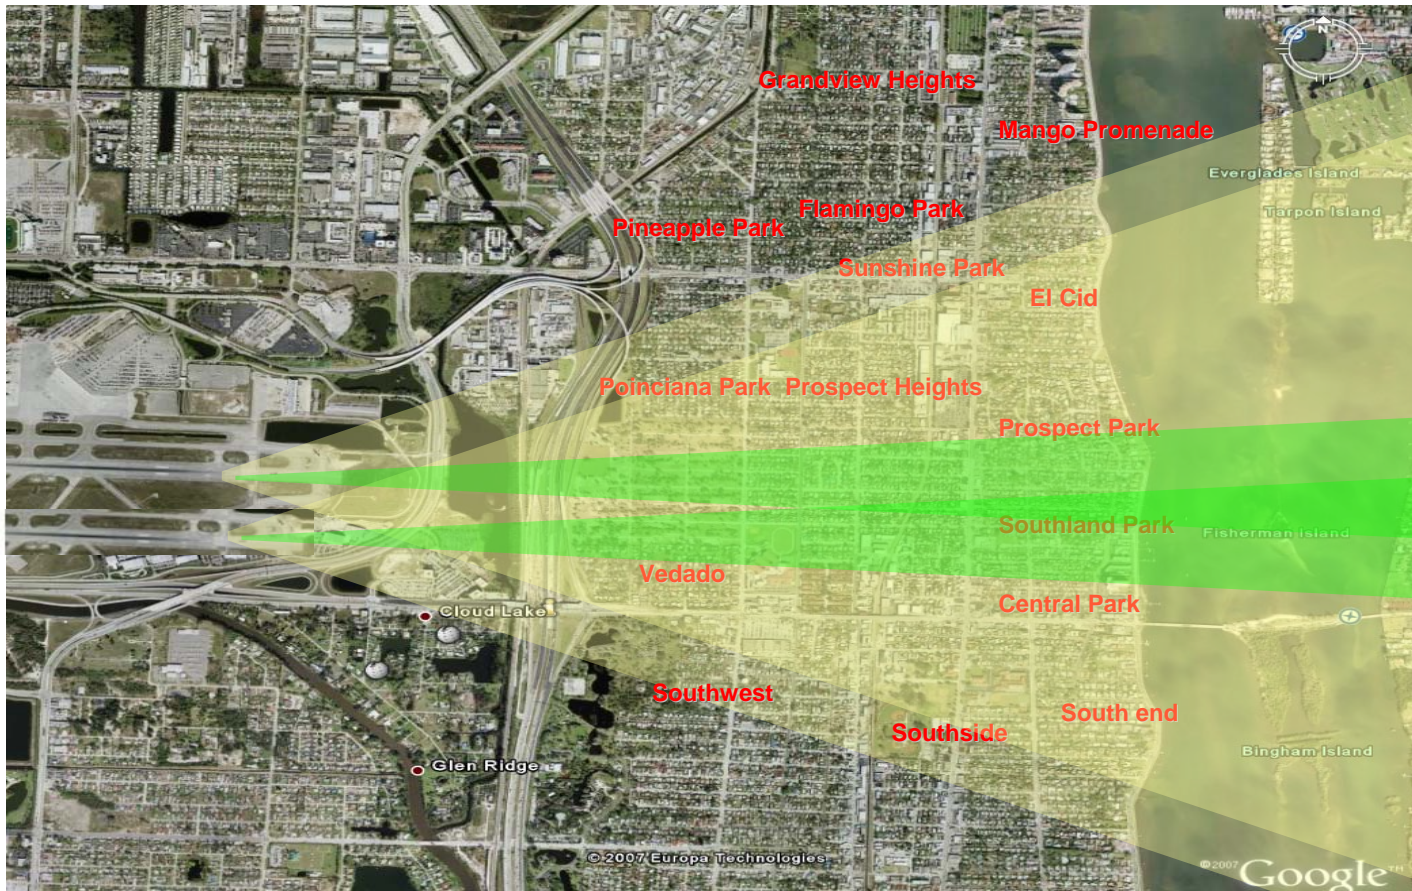 N
Grandview Heights
Mango Promenade
Everglades Island
Flamingo Park
Tarpon Island
Pineapple Park
Sunshine Park
El Cid
Poinciana Park Prospect Heights
Prospect Park
Southland Park
Fisherman Island
Vedado
Central Park
Cloud Lake
Southwest
South end
Southside
Bingham Island
Glen Ridge
© 2007 Europa Technologies
©2007 Google™